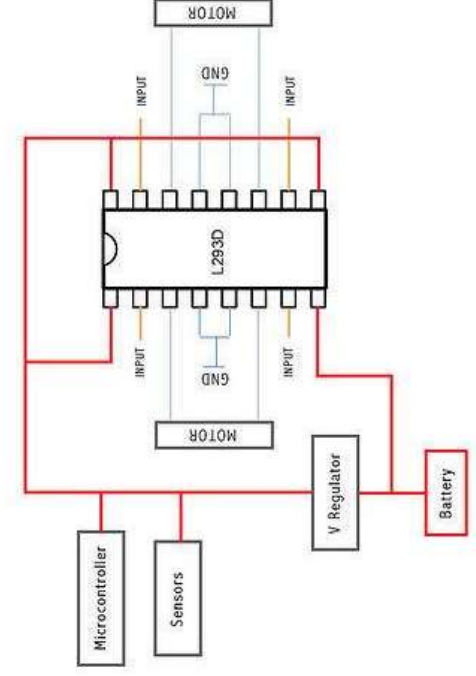 MOTOR
GND
INPUT
INPUT
L293D
INPUT
GND
INPUT
MOTOR
V Regulator
Battery
Microcontroller
Sensors